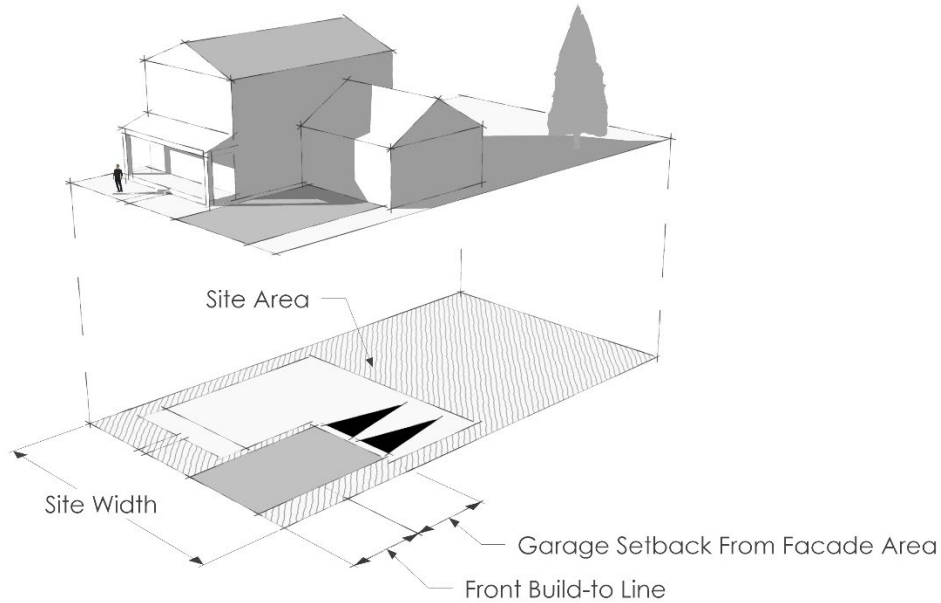 Site Area
Site Width
Garage Setback From Facade Area
Front Build-to Line